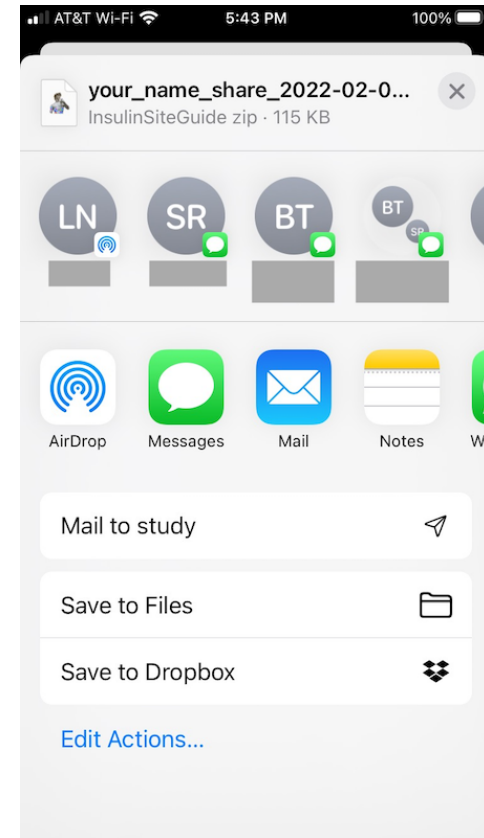 AT&T Wi-Fi 5:43 PM 100%
your_name_share_2022-02-0...
InsulinSiteGuide zip · 115 KB
LN SR BT BT SR
AirDrop Messages Mail Notes W
Mail to study
Save to Files
Save to Dropbox
Edit Actions...